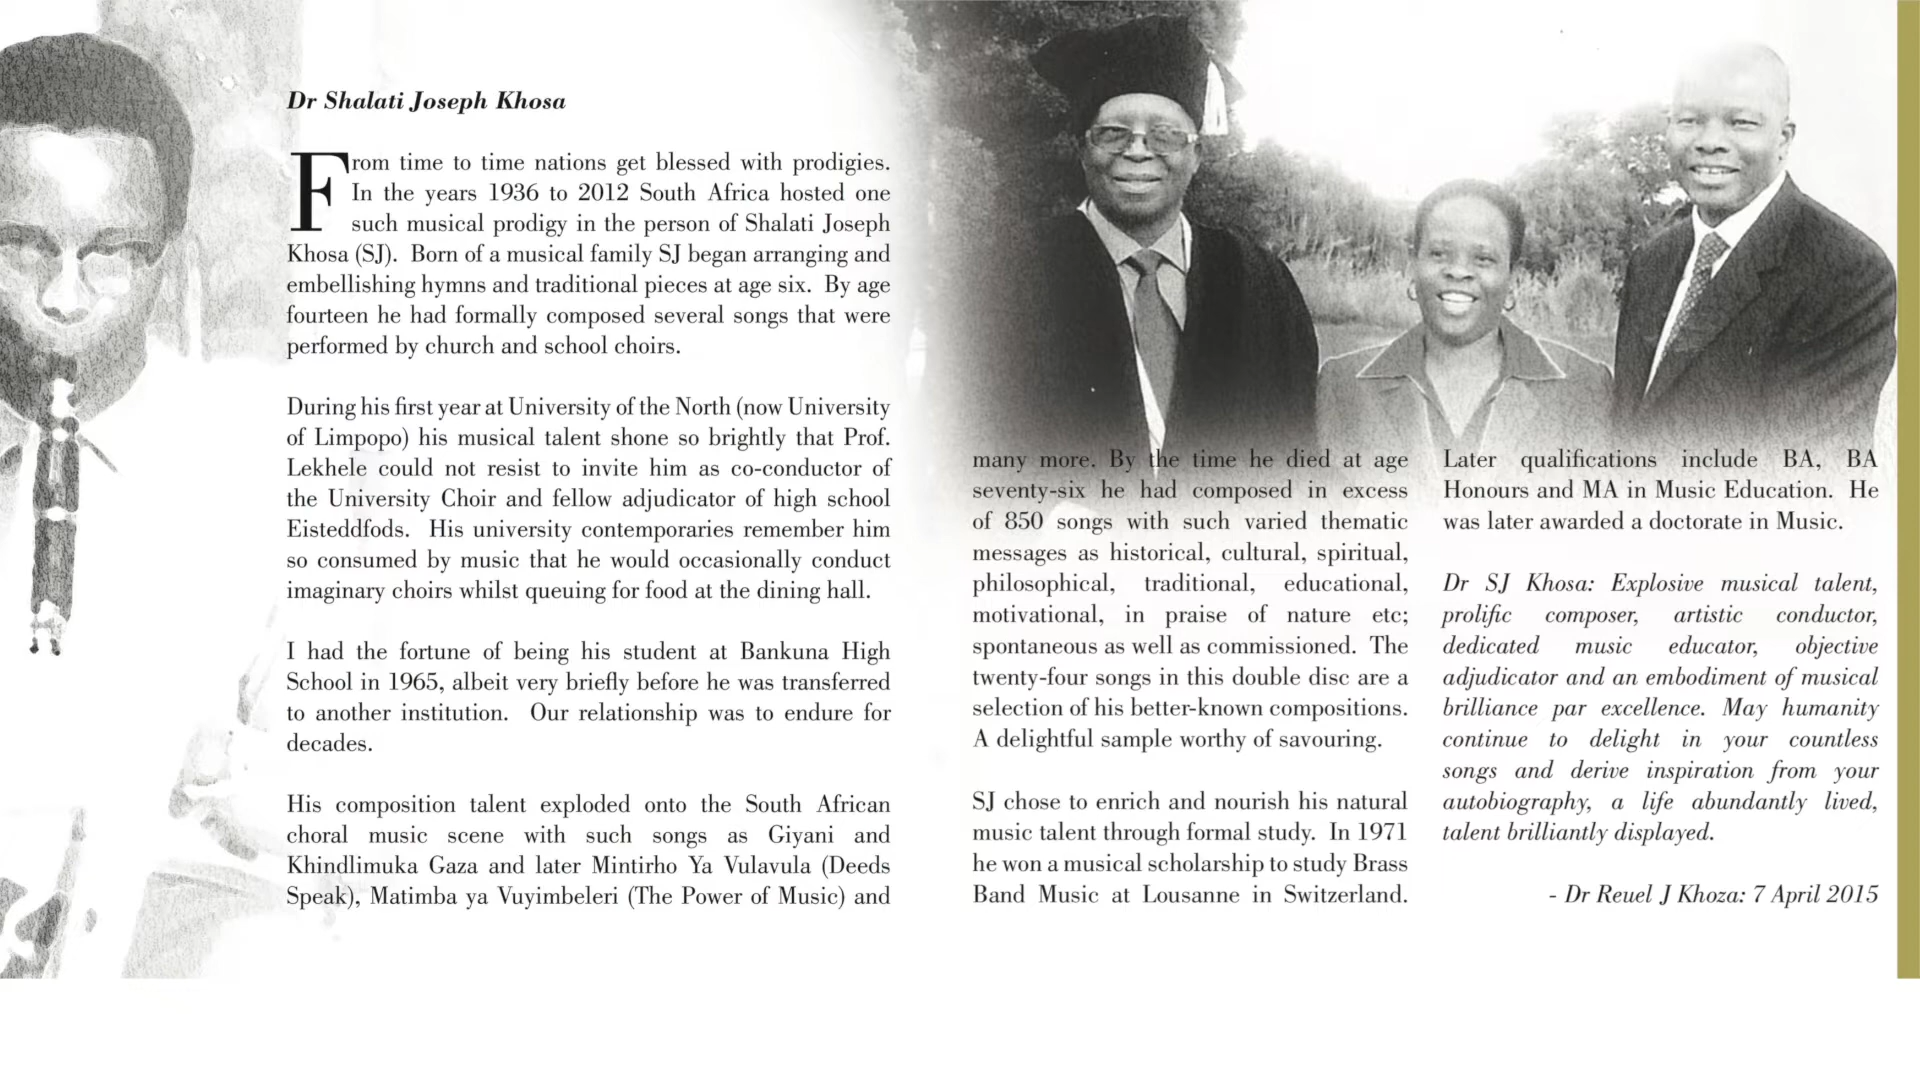 Dr Shalati Joseph Khosa
From time to time nations get blessed with prodigies.
In the years 1936 to 2012 South Africa hosted one
such musical prodigy in the person of Shalati Joseph
Khosa (SJ). Born of a musical family SJ began arranging and
embellishing hymns and traditional pieces at age six. By age
fourteen he had formally composed several songs that were
performed by church and school choirs.
During his first year at University of the North (now University
of Limpopo) his musical talent shone so brightly that Prof.
Lekhele could not resist to invite him as co-conductor of
the University Choir and fellow adjudicator of high school
Eisteddfods. His university contemporaries remember him
so consumed by music that he would occasionally conduct
imaginary choirs whilst queuing for food at the dining hall.
I had the fortune of being his student at Bankuna High
School in 1965, albeit very briefly before he was transferred
to another institution. Our relationship was to endure for
decades.
His composition talent exploded onto the South African
choral music scene with such songs as Giyani and
Khindlimuka Gaza and later Mintirho Ya Vulavula (Deeds
Speak), Matimba ya Vuyimbeleri (The Power of Music) and
many more. By the time he died at age
seventy-six he had composed in excess
of 850 songs with such varied thematic
messages as historical, cultural, spiritual,
philosophical, traditional, educational,
motivational, in praise of nature etc;
spontaneous as well as commissioned. The
twenty-four songs in this double disc are a
selection of his better-known compositions.
A delightful sample worthy of savouring.
SJ chose to enrich and nourish his natural
music talent through formal study. In 1971
he won a musical scholarship to study Brass
Band Music at Lousanne in Switzerland.
Later qualifications include BA, BA
Honours and MA in Music Education. He
was later awarded a doctorate in Music.
Dr SJ Khosa: Explosive musical talent,
prolific composer, artistic conductor,
dedicated music educator, objective
adjudicator and an embodiment of musical
brilliance par excellence. May humanity
continue to delight in your countless
songs and derive inspiration from your
autobiography, a life abundantly lived,
talent brilliantly displayed.
- Dr Reuel J Khoza: 7 April 2015